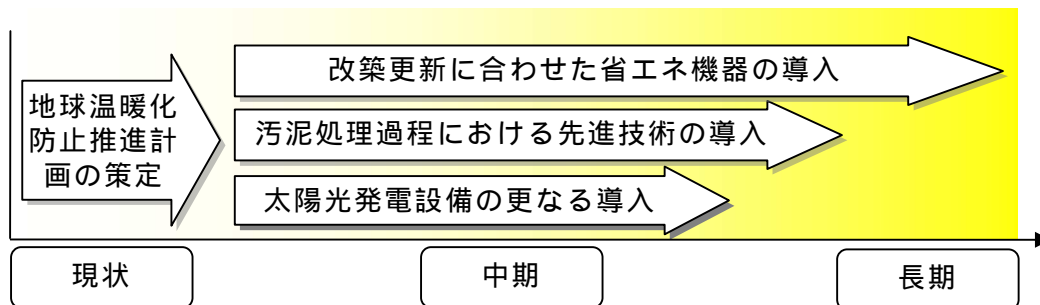 地球温暖化
防止推進計
画の策定
改築更新に合わせた省エネ機器の導入
汚泥処理過程における先進技術の導入
太陽光発電設備の更なる導入
現状
中期
長期